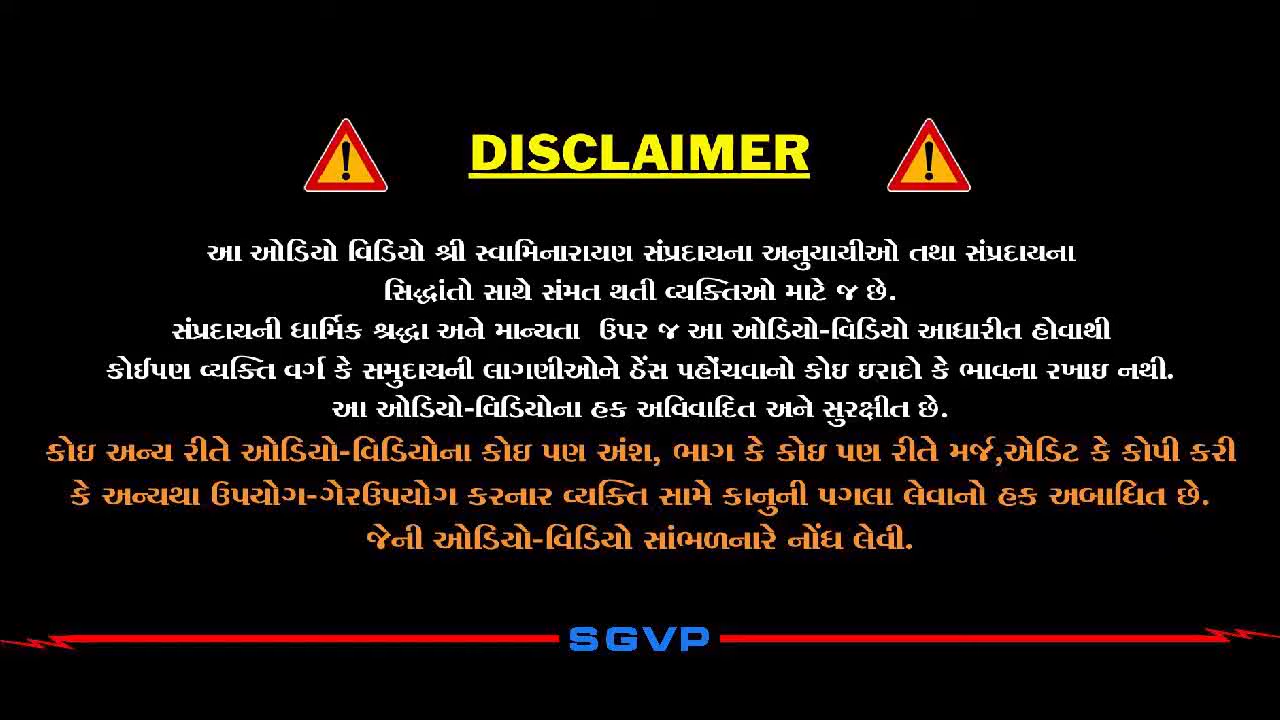 DISCLAIMER
આ ઓડિયો વિડિયો શ્રી સ્વામિનારાયણ સંપ્રદાયના અનુયાયીઓ તથા સંપ્રદાયના
સિદ્ધાંતો સાથે સંમત થતી વ્યક્તિઓ માટે જ છે.
સંપ્રદાયની ધાર્મિક શ્રદ્ધા અને માન્યતા ઉપર જ આ ઓડિયો-વિડિયો આધારીત હોવાથી
કોઈપણ વ્યક્તિ વર્ગ કે સમુદાયની લાગણીઓને ઠેંસ પહોંચવાનો કોઇ ઇરાદો કે ભાવના રખાઇ નથી.
આ ઓડિયો-વિડિયોના હક અવિવાદિત અને સુરક્ષીત છે.
કોઇ અન્ય રીતે ઓડિયો-વિડિયોના કોઇ પણ અંશ, ભાગ કે કોઇ પણ રીતે મર્જ,એડિટ કે કોપી કરી
કે અન્યથા ઉપયોગ-ગેરઉપયોગ કરનાર વ્યક્તિ સામે કાનુની પગલા લેવાનો હક અબાધિત છે.
જેની ઓડિયો-વિડિયો સાંભળનારે નોંધ લેવી.
SGVP